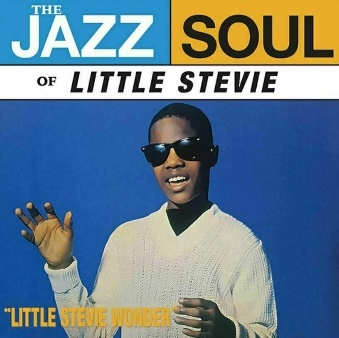 THE
JAZZ SOUL
OF LITTLE STEVIE
"LITTLE STEVIE WONDER"